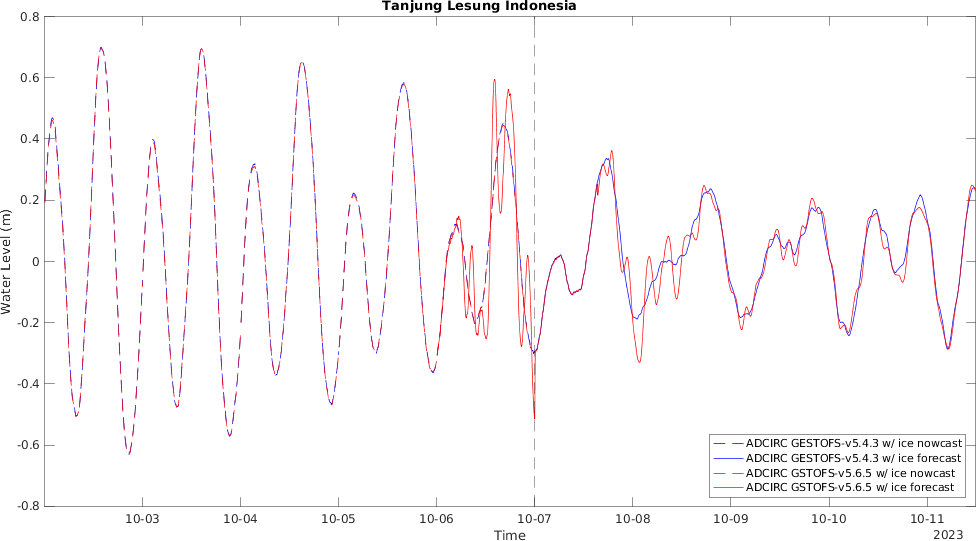 Tanjung Lesung Indonesia
0.8
0.6
0.4
0.2
0
-0.2
-0.4
-0.6
-0.8
Water Level (m)
10-03
10-04
10-05
10-06
10-07
10-08
10-09
10-10
10-11
Time
2023
ADCIRC GESTOFS-v5.4.3 w/ ice nowcast
ADCIRC GESTOFS-v5.4.3 w/ ice forecast
ADCIRC GSTOFS-v5.6.5 w/ ice nowcast
ADCIRC GSTOFS-v5.6.5 w/ ice forecast